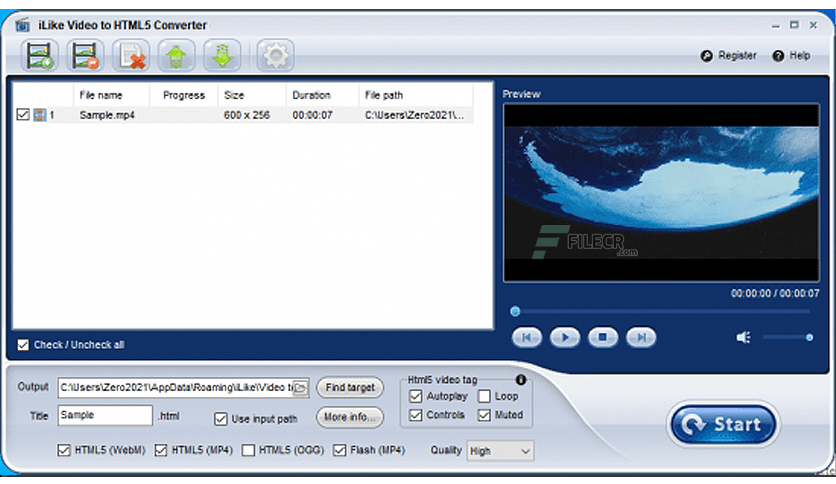 iLike Video to HTML5 Converter
Register Help
File name Progress Size Duration File path
1 Sample.mp4 600 x 256 00:00:07 C:\Users\Zero2021\...
Preview
FILECR
.com
00:00:00 / 00:00:07
Check / Uncheck all
Output C:\Users\Zero2021\AppData\Roaming\iLike\Video t Find target
Title Sample .html Use input path More info...
Html5 video tag
Autoplay Loop
Controls Muted
HTML5 (WebM) HTML5 (MP4) HTML5 (OGG) Flash (MP4) Quality High
Start